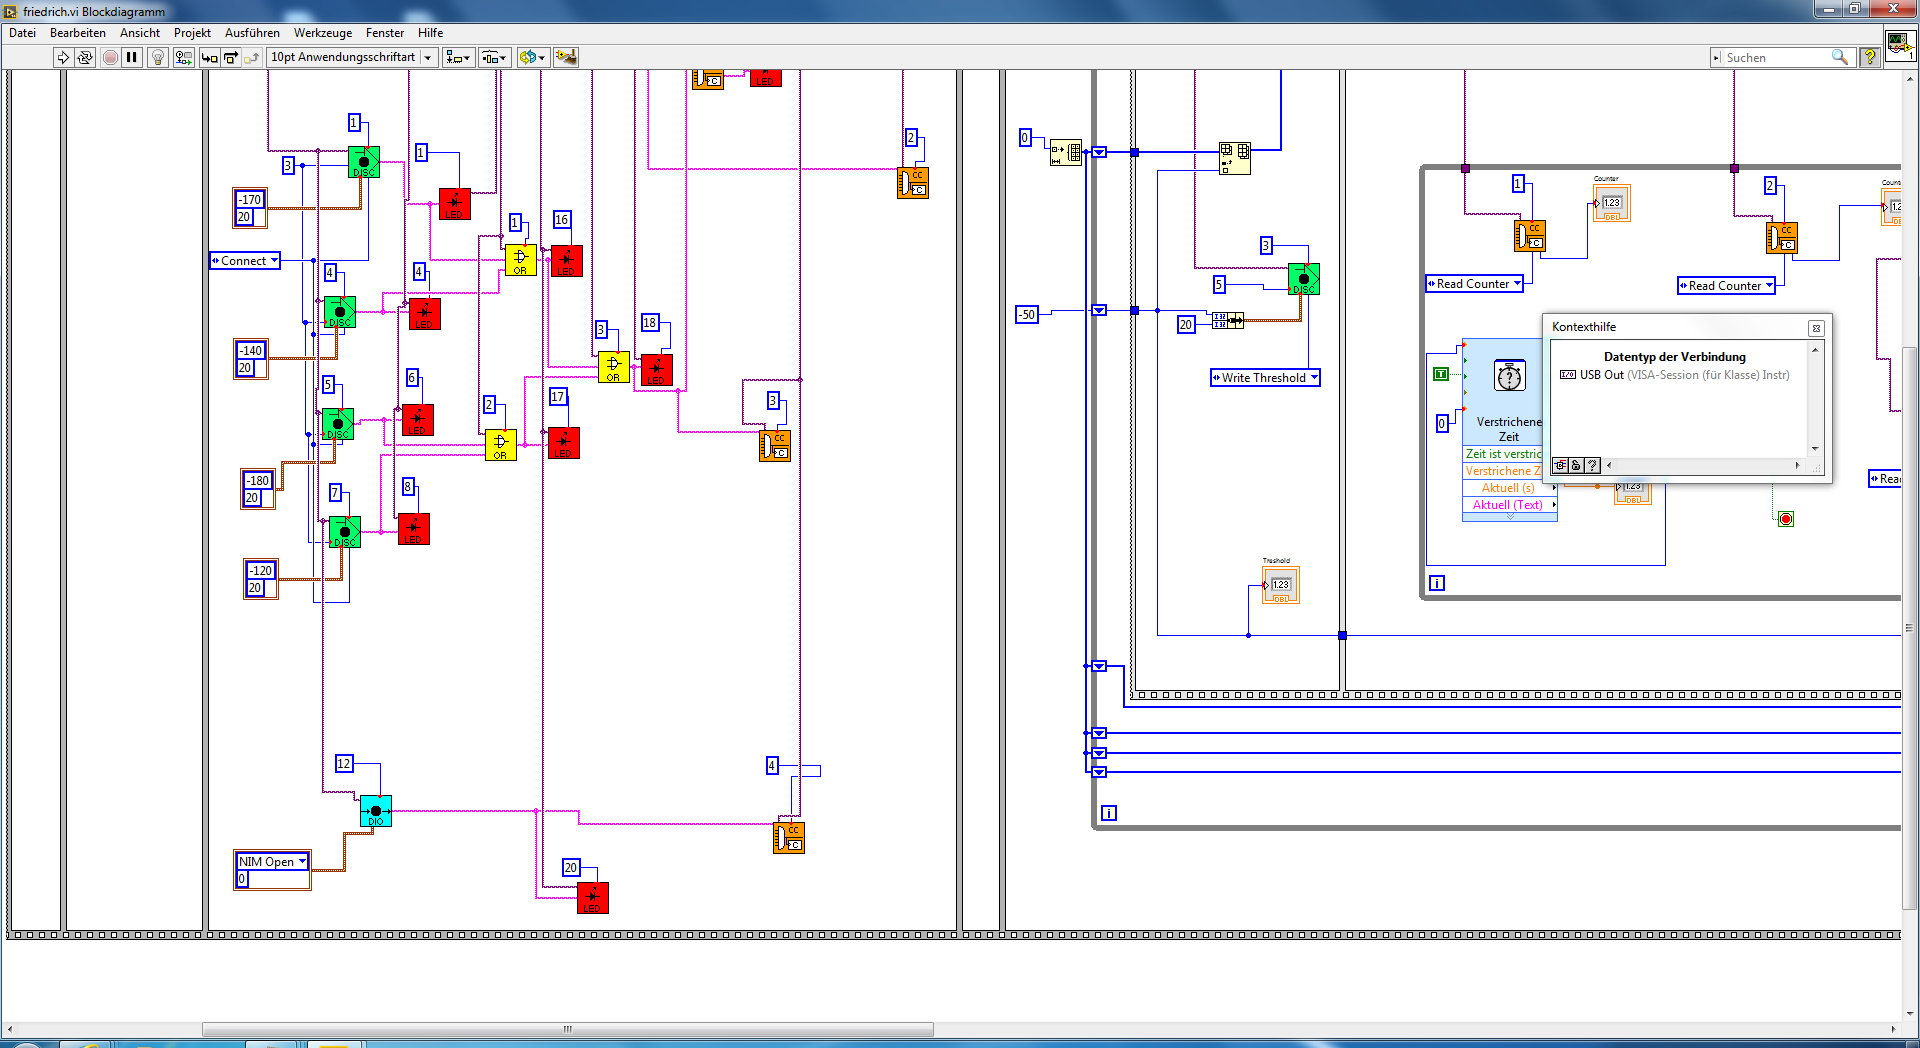 friedrich.vi Blockdiagramm
Datei Bearbeiten Ansicht Projekt Ausführen Fenster Werkzeuge Hilfe
10pt Anwendungsschriftart
Suchen
LED
1
3
DISC
-170
20
1
LED
Connect
4
DISC
-140
20
4
LED
1
OR
16
LED
5
DISC
-180
20
6
LED
2
OR
17
LED
3
OR
18
LED
7
DISC
-120
20
8
LED
2
CC
C
3
CC
C
12
DIO
NIM Open
0
4
CC
C
20
LED
0
-50
3
5
DISC
20
Write Threshold
Treshold
1.23
DBL
i
1
CC
C
Read Counter
Counter
1.23
DBL
2
CC
C
Read Counter
T
0
Verstrichene
Zeit
Zeit ist verstric
Verstrichene Z
Aktuell (s)
Aktuell (Text)
1.23
DBL
i
Kontexthilfe
Datentyp der Verbindung
I/O USB Out (VISA-Session (für Klasse) Instr)
?